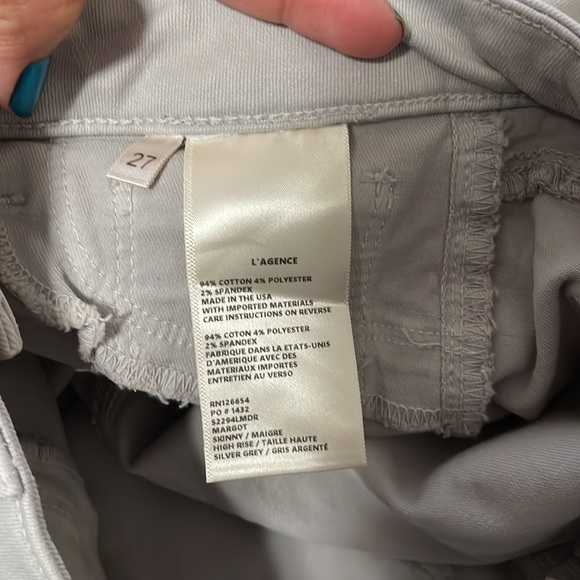 27
L'AGENCE
94% COTTON 4% POLYESTER
2% SPANDEX
MADE IN THE USA
WITH IMPORTED MATERIALS
CARE INSTRUCTIONS ON REVERSE
94% COTON 4% POLYESTER
2% SPANDEX
FABRIQUE DANS LA ETATS-UNIS
D'AMERIQUE AVEC DES
MATERIAUX IMPORTES
ENTRETIEN AU VERSO
RN126654
PO # 1432
S2294LMDR
MARGOT
SKINNY / MAIGRE
HIGH RISE / TAILLE HAUTE
SILVER GREY / GRIS ARGENTÉ